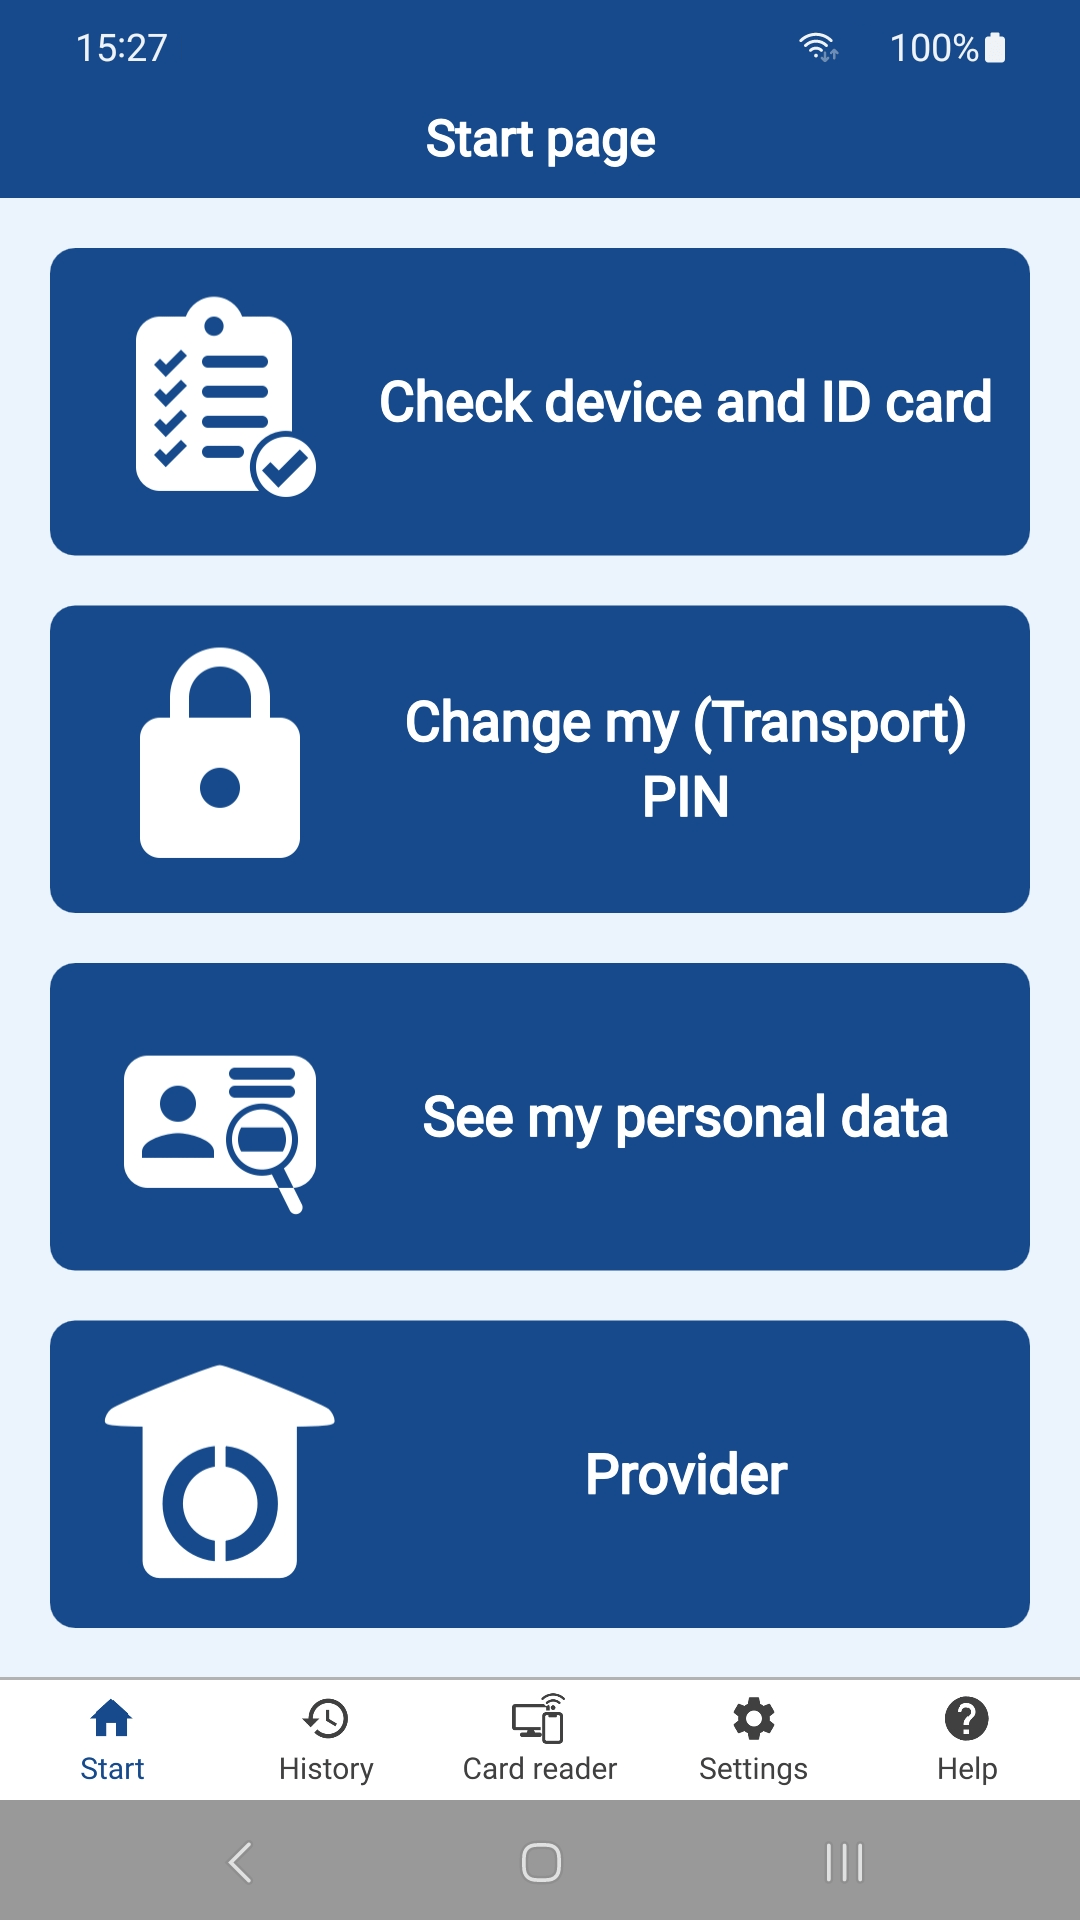 15:27
100%
Start page
Check device and ID card
Change my (Transport)
PIN
See my personal data
Provider
Start
History
Card reader
Settings
Help